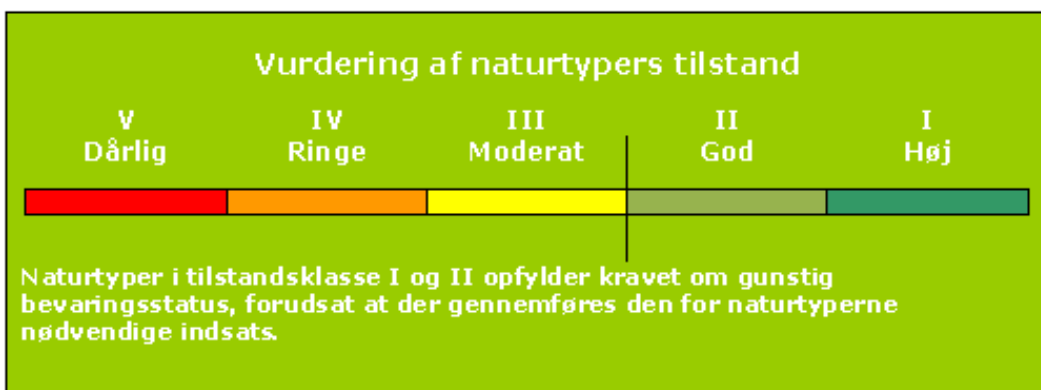 Vurdering af naturtypers tilstand
V IV III II I
Dårlig Ringe Moderat God Høj
Naturtyper i tilstandsklasse I og II opfylder kravet om gunstig
bevaringsstatus, forudsat at der gennemføres den for naturtyperne
nødvendige indsats.